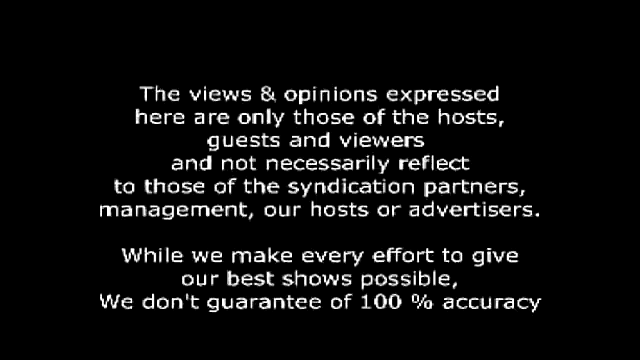 The views & opinions expressed
here are only those of the hosts,
guests and viewers
and not necessarily reflect
to those of the syndication partners,
management, our hosts or advertisers.
While we make every effort to give
our best shows possible,
We don't guarantee of 100 % accuracy